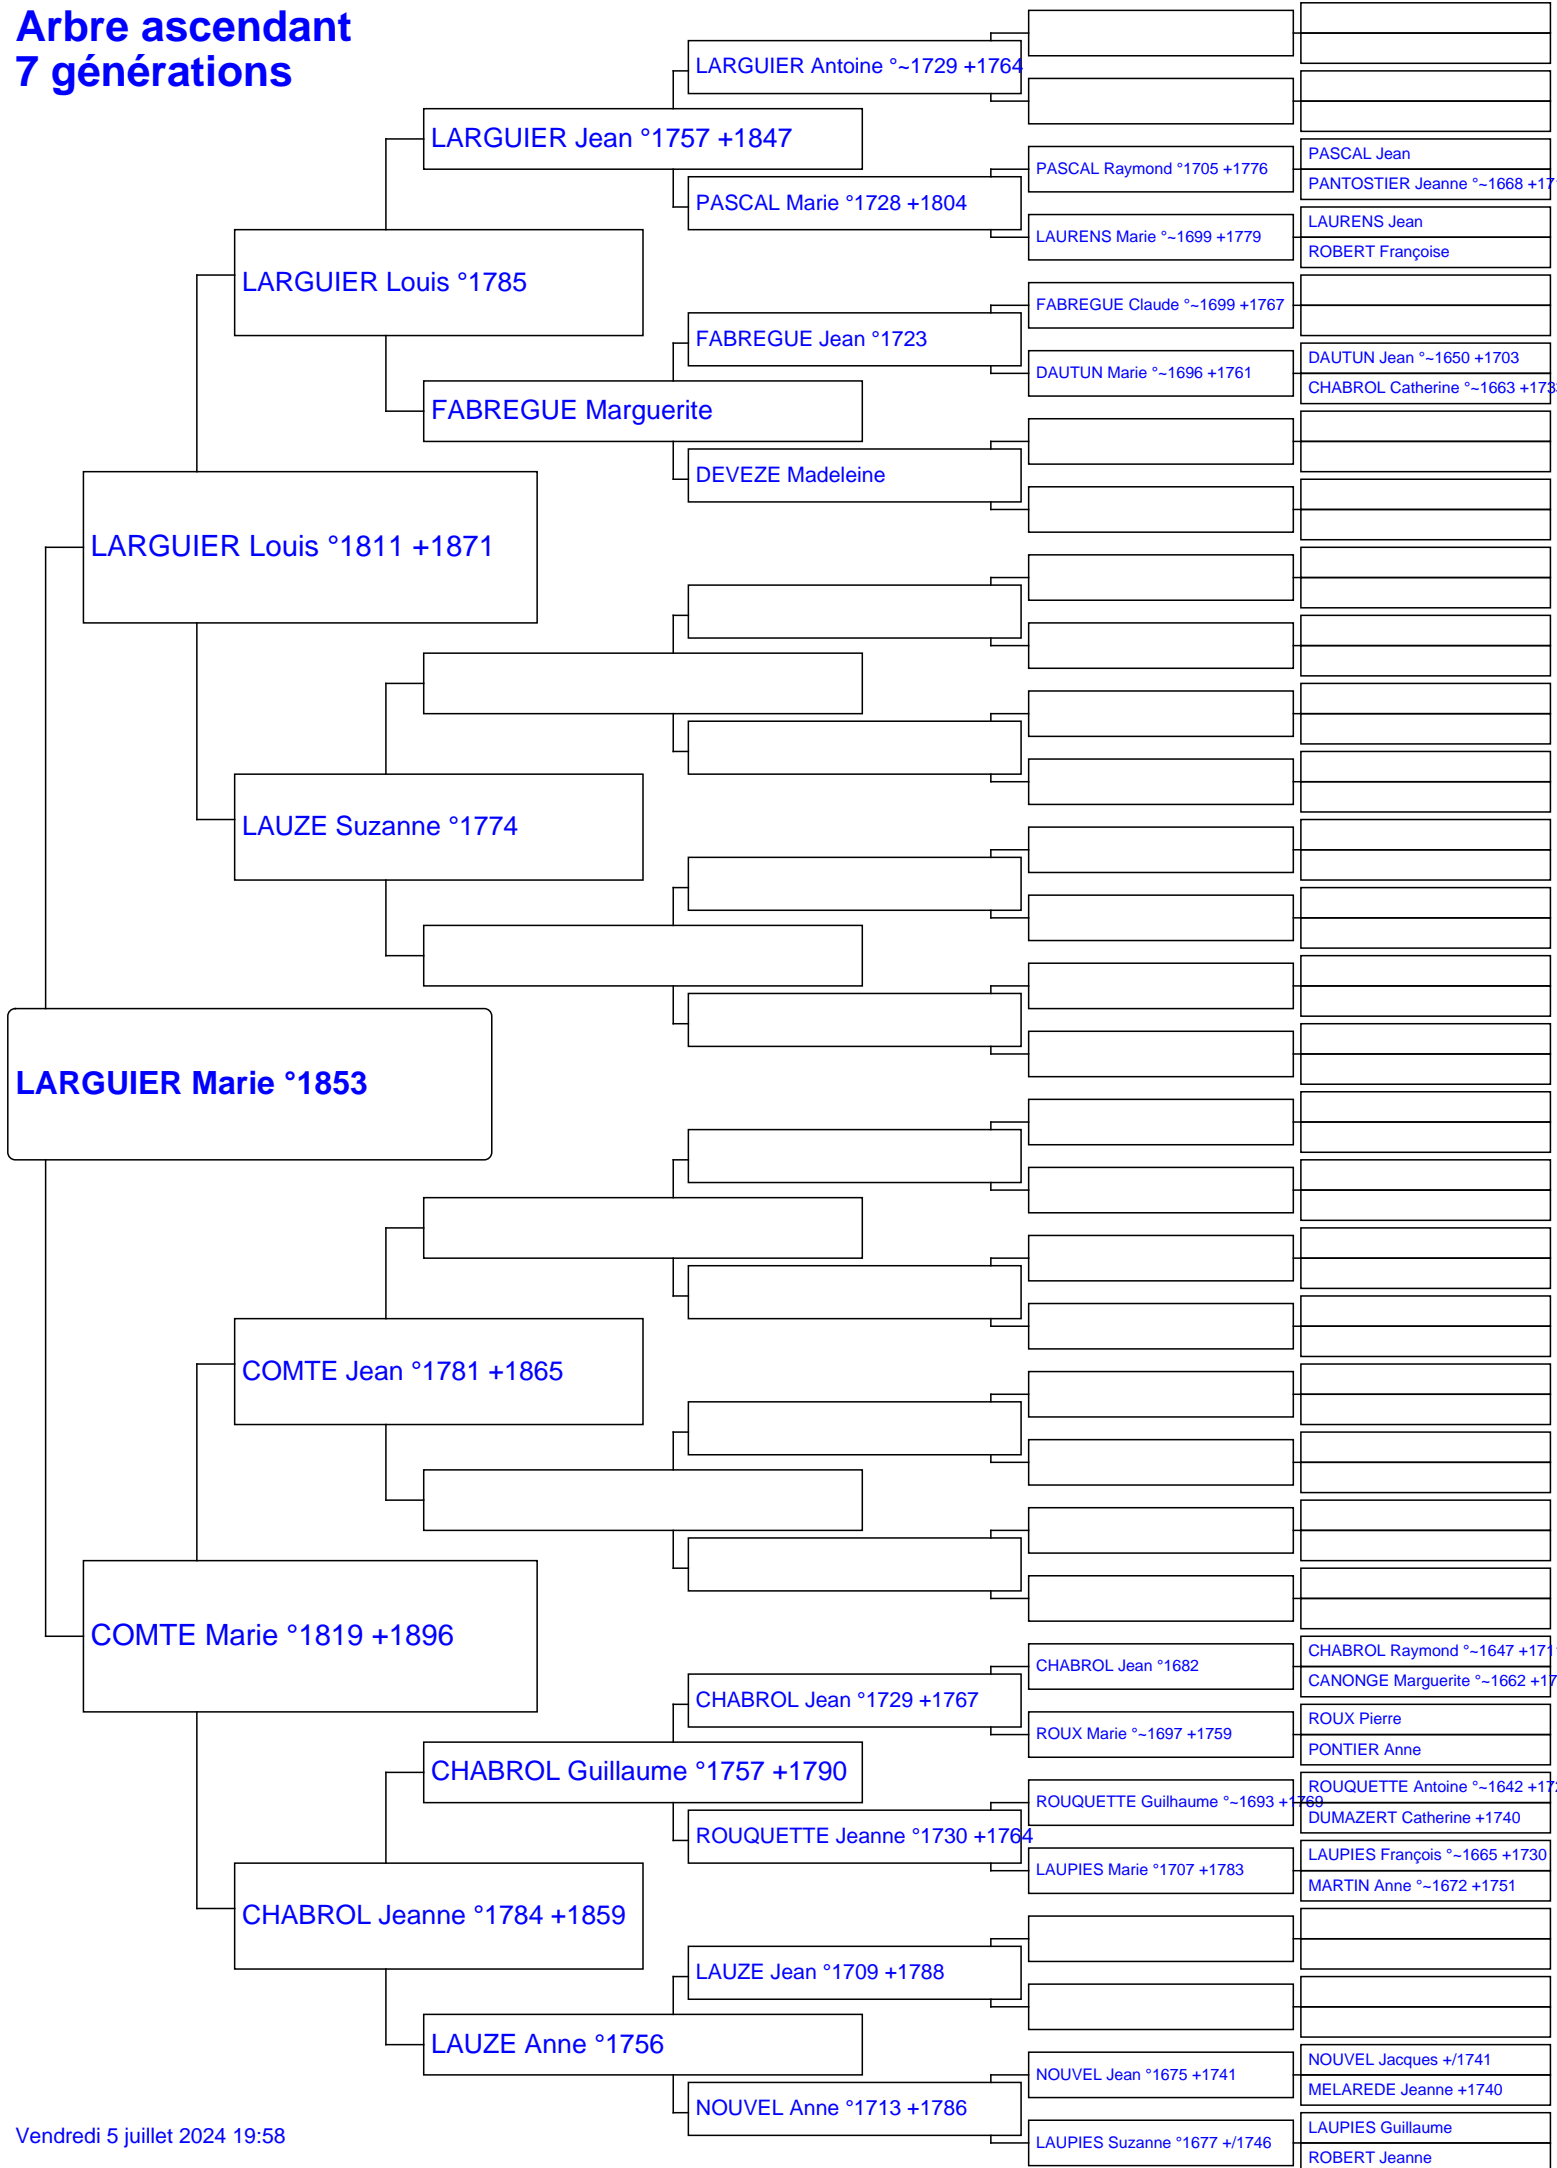 Arbre ascendant
7 générations
LARGUIER Antoine °~1729 +1764
LARGUIER Jean °1757 +1847
PASCAL Jean
PASCAL Raymond °1705 +1776
PANTOSTIER Jeanne °~1668 +17
PASCAL Marie °1728 +1804
LAURENS Jean
LAURENS Marie °~1699 +1779
ROBERT Françoise
LARGUIER Louis °1785
FABREGUE Claude °~1699 +1767
FABREGUE Jean °1723
DAUTUN Jean °~1650 +1703
DAUTUN Marie °~1696 +1761
CHABROL Catherine °~1663 +173
FABREGUE Marguerite
DEVEZE Madeleine
LARGUIER Louis °1811 +1871
LAUZE Suzanne °1774
LARGUIER Marie °1853
COMTE Jean °1781 +1865
COMTE Marie °1819 +1896
CHABROL Raymond °~1647 +171
CHABROL Jean °1682
CANONGE Marguerite °~1662 +17
CHABROL Jean °1729 +1767
ROUX Pierre
ROUX Marie °~1697 +1759
PONTIER Anne
CHABROL Guillaume °1757 +1790
ROUQUETTE Antoine °~1642 +172
ROUQUETTE Guilhaume °~1693 +1769
DUMAZERT Catherine +1740
ROUQUETTE Jeanne °1730 +1764
LAUPIES François °~1665 +1730
LAUPIES Marie °1707 +1783
MARTIN Anne °~1672 +1751
CHABROL Jeanne °1784 +1859
LAUZE Jean °1709 +1788
LAUZE Anne °1756
NOUVEL Jacques +/1741
NOUVEL Jean °1675 +1741
MELAREDE Jeanne +1740
NOUVEL Anne °1713 +1786
LAUPIES Guillaume
LAUPIES Suzanne °1677 +/1746
ROBERT Jeanne
Vendredi 5 juillet 2024 19:58